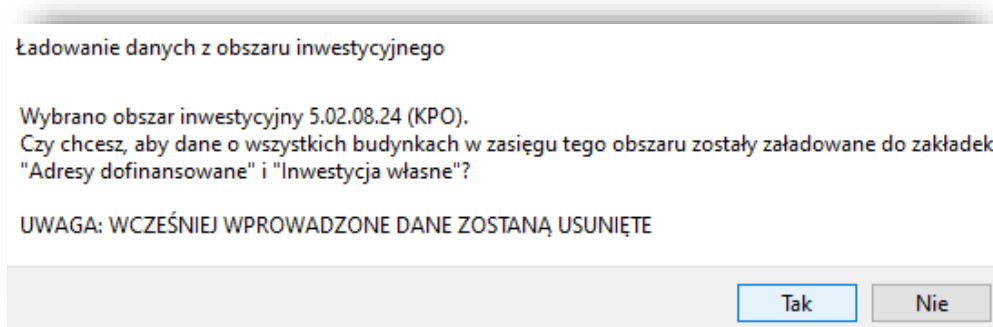 Ładowanie danych z obszaru inwestycyjnego
Wybrano obszar inwestycyjny 5.02.08.24 (KPO).
Czy chcesz, aby dane o wszystkich budynkach w zasięgu tego obszaru zostały załadowane do zakładek
"Adresy dofinansowane" i "Inwestycja własne"?
UWAGA: WCZEŚNIEJ WPROWADZONE DANE ZOSTANĄ USUNIĘTE
Tak Nie